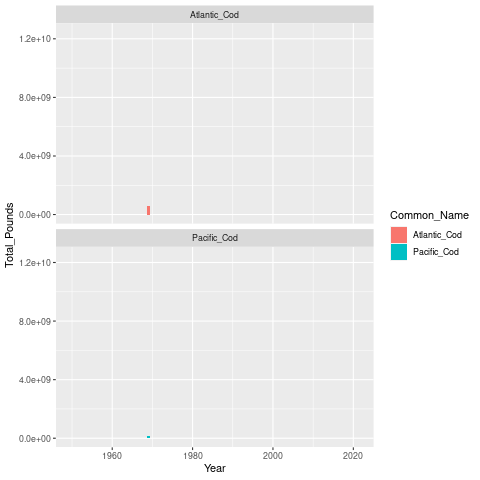 Atlantic_Cod
1.2e+10
8.0e+09
4.0e+09
0.0e+00
Pacific_Cod
1.2e+10
8.0e+09
4.0e+09
0.0e+00
1960 1980 2000 2020
Year
Total_Pounds
Common_Name
Atlantic_Cod
Pacific_Cod